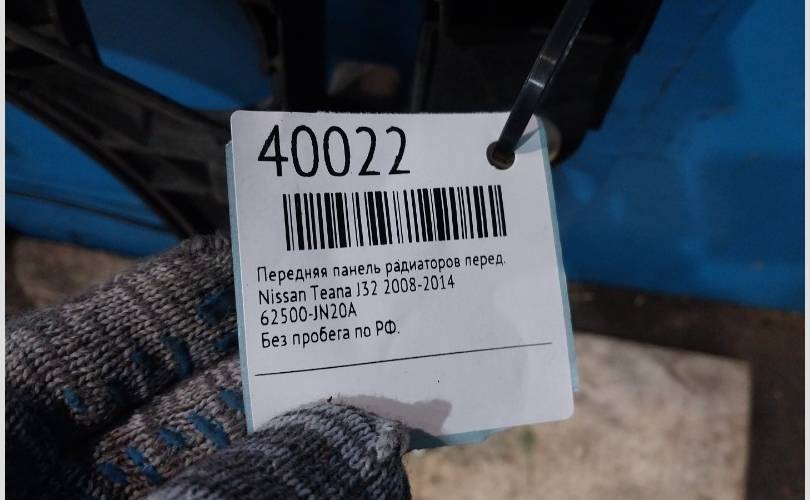 40022
Передняя панель радиаторов перед.
Nissan Teana J32 2008-2014
62500-JN20A
Без пробега по РФ.